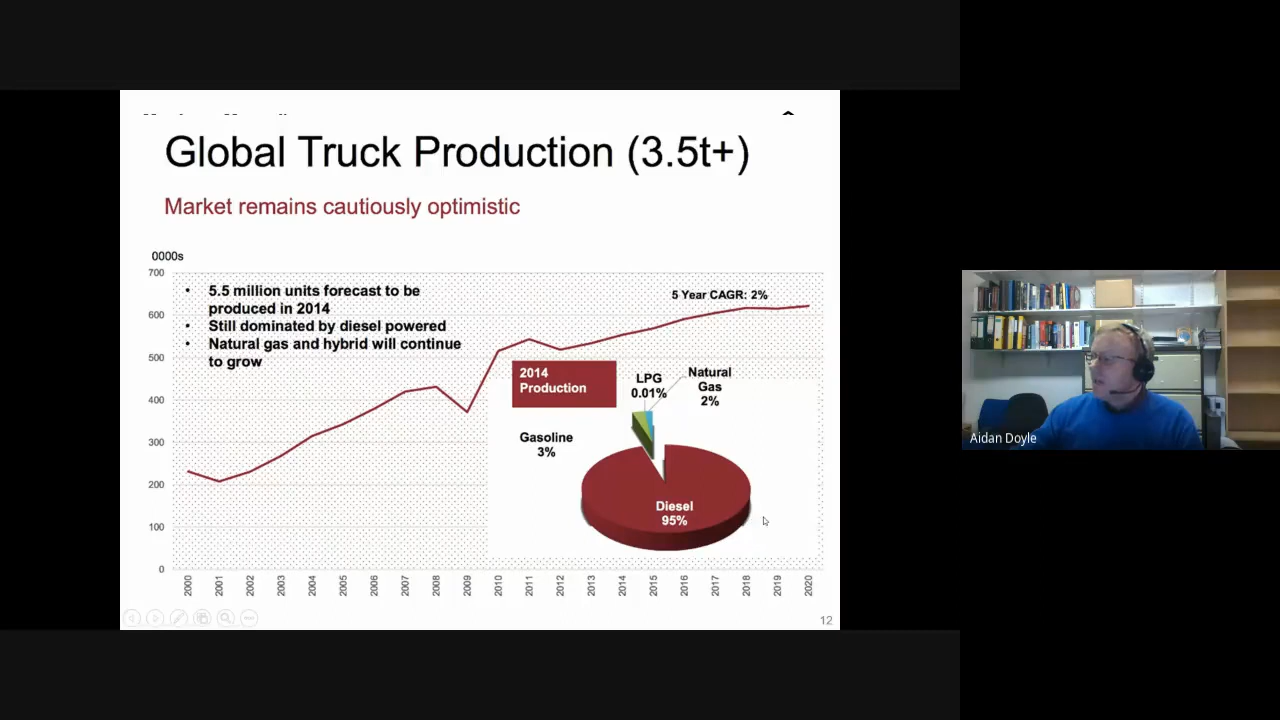 Global Truck Production (3.5t+)
Market remains cautiously optimistic
0000s
700
600
500
400
300
200
100
0
• 5.5 million units forecast to be
produced in 2014
• Still dominated by diesel powered
• Natural gas and hybrid will continue
to grow
5 Year CAGR: 2%
2014
Production
LPG
0.01%
Natural
Gas
2%
Gasoline
3%
Diesel
95%
2000
2001
2002
2003
2004
2005
2006
2007
2008
2009
2010
2011
2012
2013
2014
2015
2016
2017
2018
2019
2020
12
Aidan Doyle